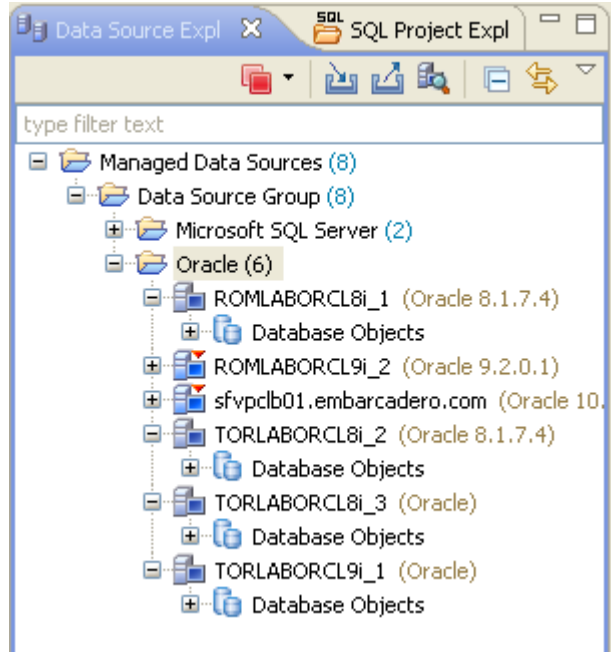 Data Source Expl SQL SQL Project Expl
type filter text
Managed Data Sources (8)
Data Source Group (8)
Microsoft SQL Server (2)
Oracle (6)
ROMLABORCL8i_1 (Oracle 8.1.7.4)
Database Objects
ROMLABORCL9i_2 (Oracle 9.2.0.1)
sfvpclb01.embarcadero.com (Oracle 10.
TORLABORCL8i_2 (Oracle 8.1.7.4)
Database Objects
TORLABORCL8i_3 (Oracle)
Database Objects
TORLABORCL9i_1 (Oracle)
Database Objects